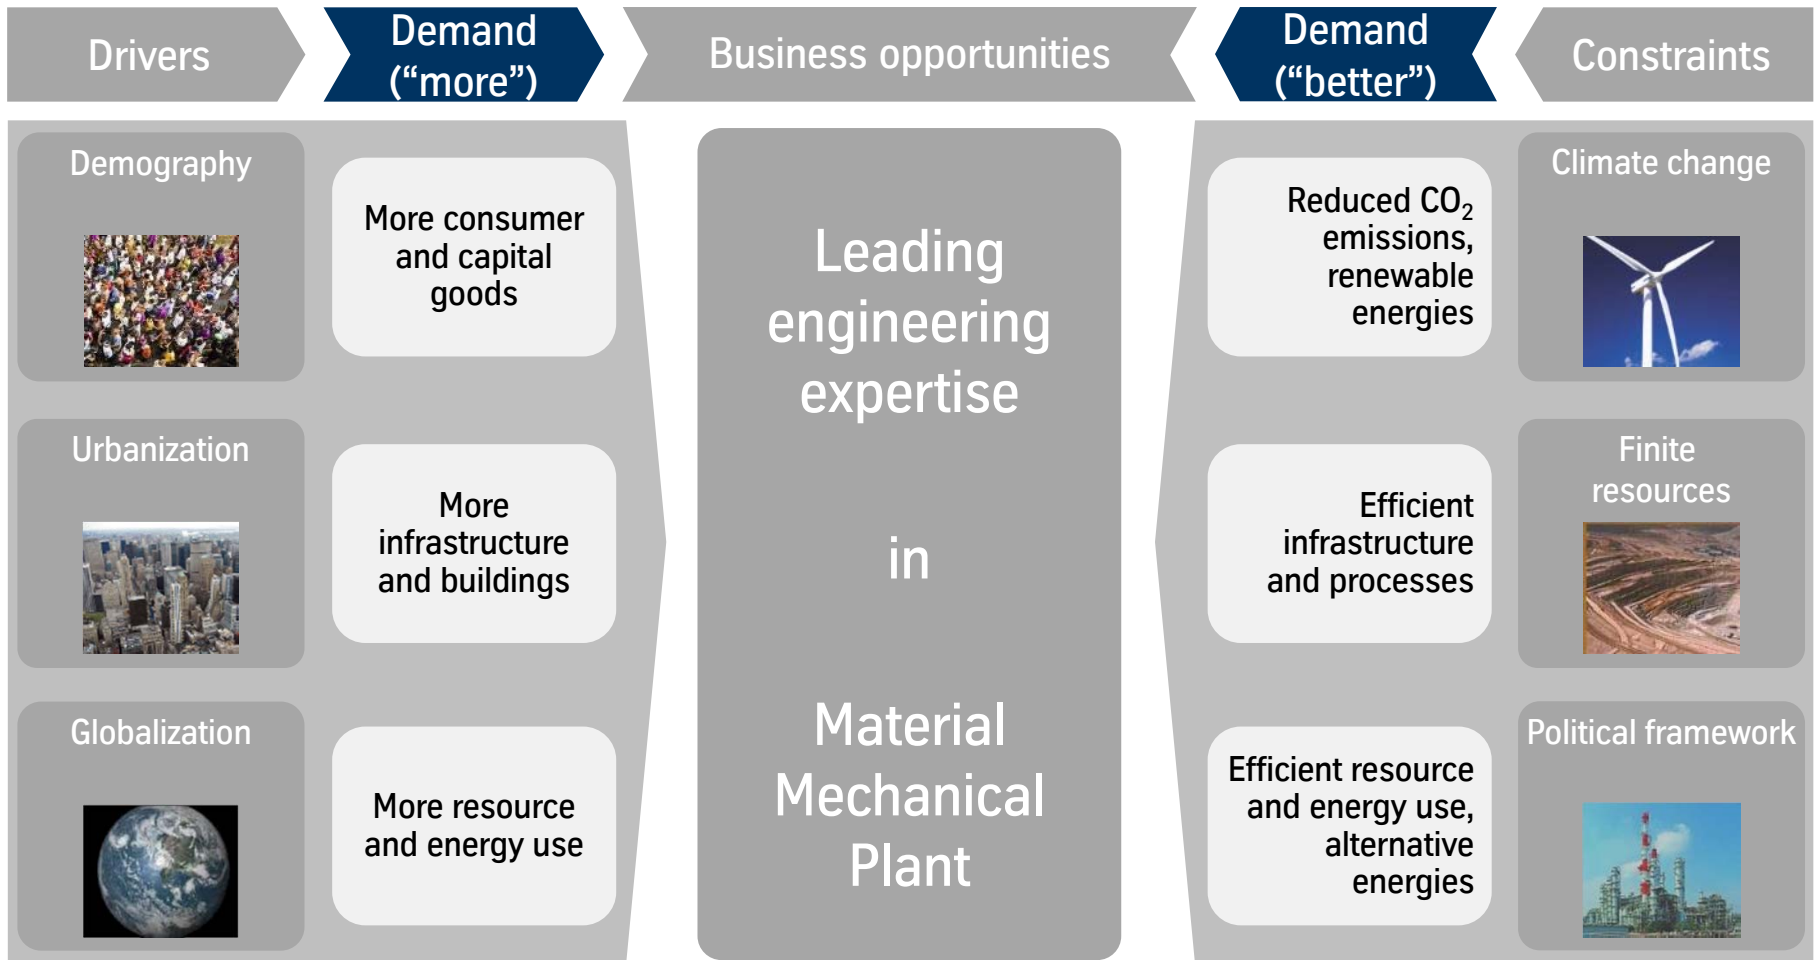 Drivers
Demand
(“more”)
Business opportunities
Demand
(“better”)
Constraints
Demography
More consumer
and capital
goods
Urbanization
More
infrastructure
and buildings
Globalization
More resource
and energy use
Leading
engineering
expertise
in
Material
Mechanical
Plant
Reduced CO₂
emissions,
renewable
energies
Climate change
Efficient
infrastructure
and processes
Finite
resources
Efficient resource
and energy use,
alternative
energies
Political framework